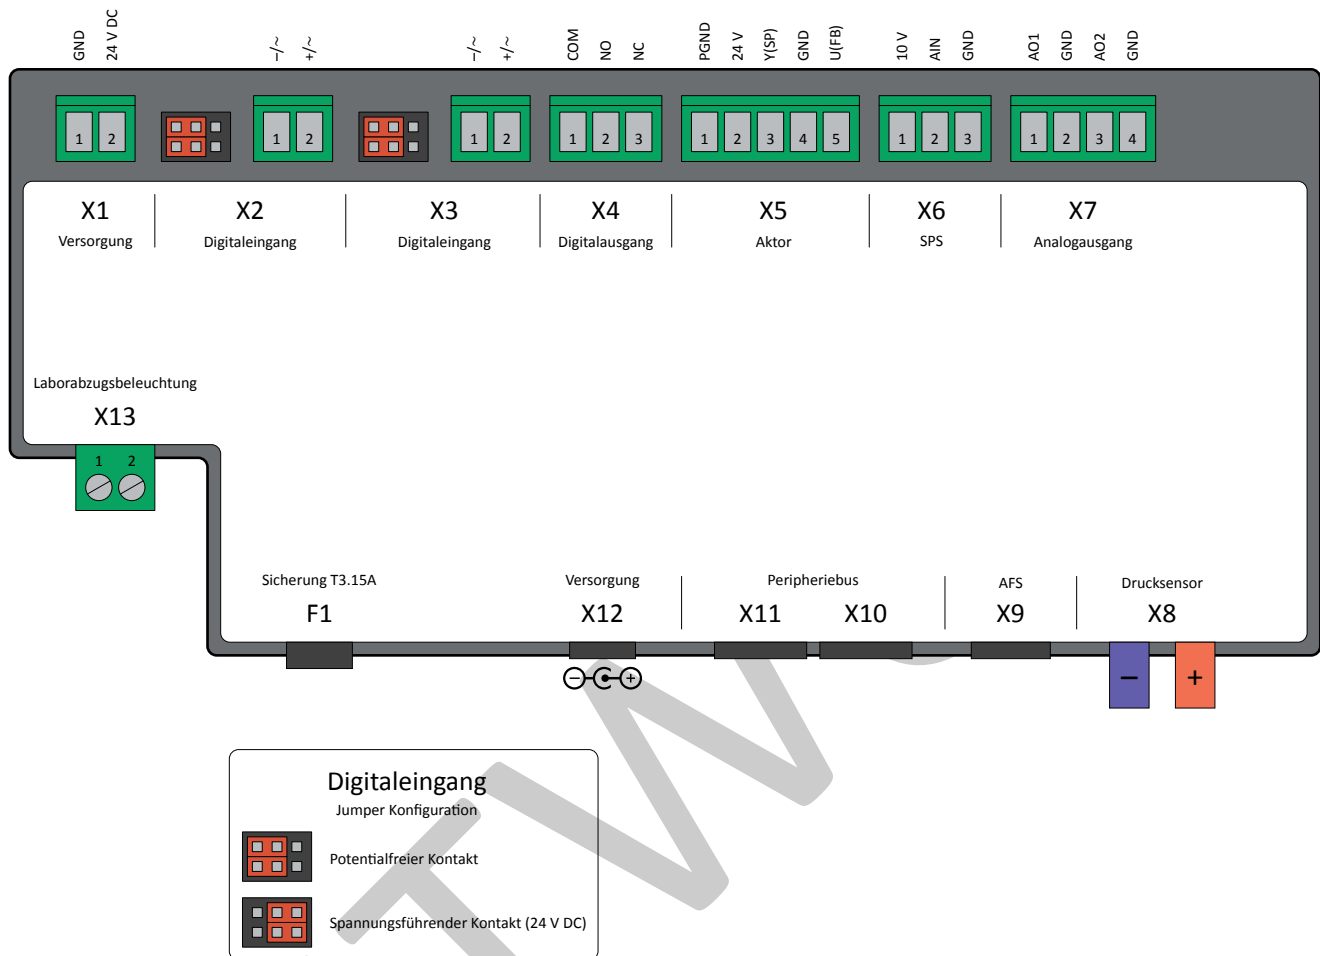 GND 24 V DC −/~ +/~ −/~ +/~ COM NO NC PGND 24 V Y(SP) GND U(FB) 10 V AIN GND AO1 GND AO2 GND
1 2 1 2 1 2 1 2 3 1 2 3 4 5 1 2 3 1 2 3 4
X1 X2 X3 X4 X5 X6 X7
Versorgung Digitaleingang Digitaleingang Digitalausgang Aktor SPS Analogausgang
Laborabzugsbeleuchtung
X13
1 2
Sicherung T3.15A Versorgung Peripheriebus AFS Drucksensor
F1 X12 X11 X10 X9 X8
− + − +
Digitaleingang
Jumper Konfiguration
Potentialfreier Kontakt
Spannungsführender Kontakt (24 V DC)